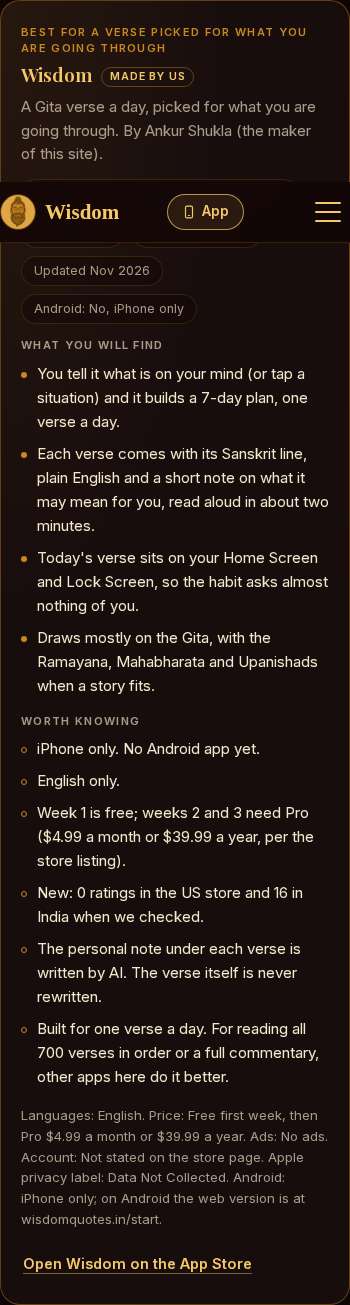 BEST FOR A VERSE PICKED FOR WHAT YOU
ARE GOING THROUGH
Wisdom MADE BY US
A Gita verse a day, picked for what you
are going through. By Ankur Shukla (the maker
of this site).
Wisdom App
Updated Nov 2026
Android: No, iPhone only
WHAT YOU WILL FIND
You tell it what is on your mind (or tap a
situation) and it builds a 7-day plan, one
verse a day.
Each verse comes with its Sanskrit line,
plain English and a short note on what it
may mean for you, read aloud in about two
minutes.
Today's verse sits on your Home Screen
and Lock Screen, so the habit asks almost
nothing of you.
Draws mostly on the Gita, with the
Ramayana, Mahabharata and Upanishads
when a story fits.
WORTH KNOWING
iPhone only. No Android app yet.
English only.
Week 1 is free; weeks 2 and 3 need Pro
($4.99 a month or $39.99 a year, per the
store listing).
New: 0 ratings in the US store and 16 in
India when we checked.
The personal note under each verse is
written by AI. The verse itself is never
rewritten.
Built for one verse a day. For reading all
700 verses in order or a full commentary,
other apps here do it better.
Languages: English. Price: Free first week, then
Pro $4.99 a month or $39.99 a year. Ads: No ads.
Account: Not stated on the store page. Apple
privacy label: Data Not Collected. Android:
iPhone only; on Android the web version is at
wisdomquotes.in/start.
Open Wisdom on the App Store